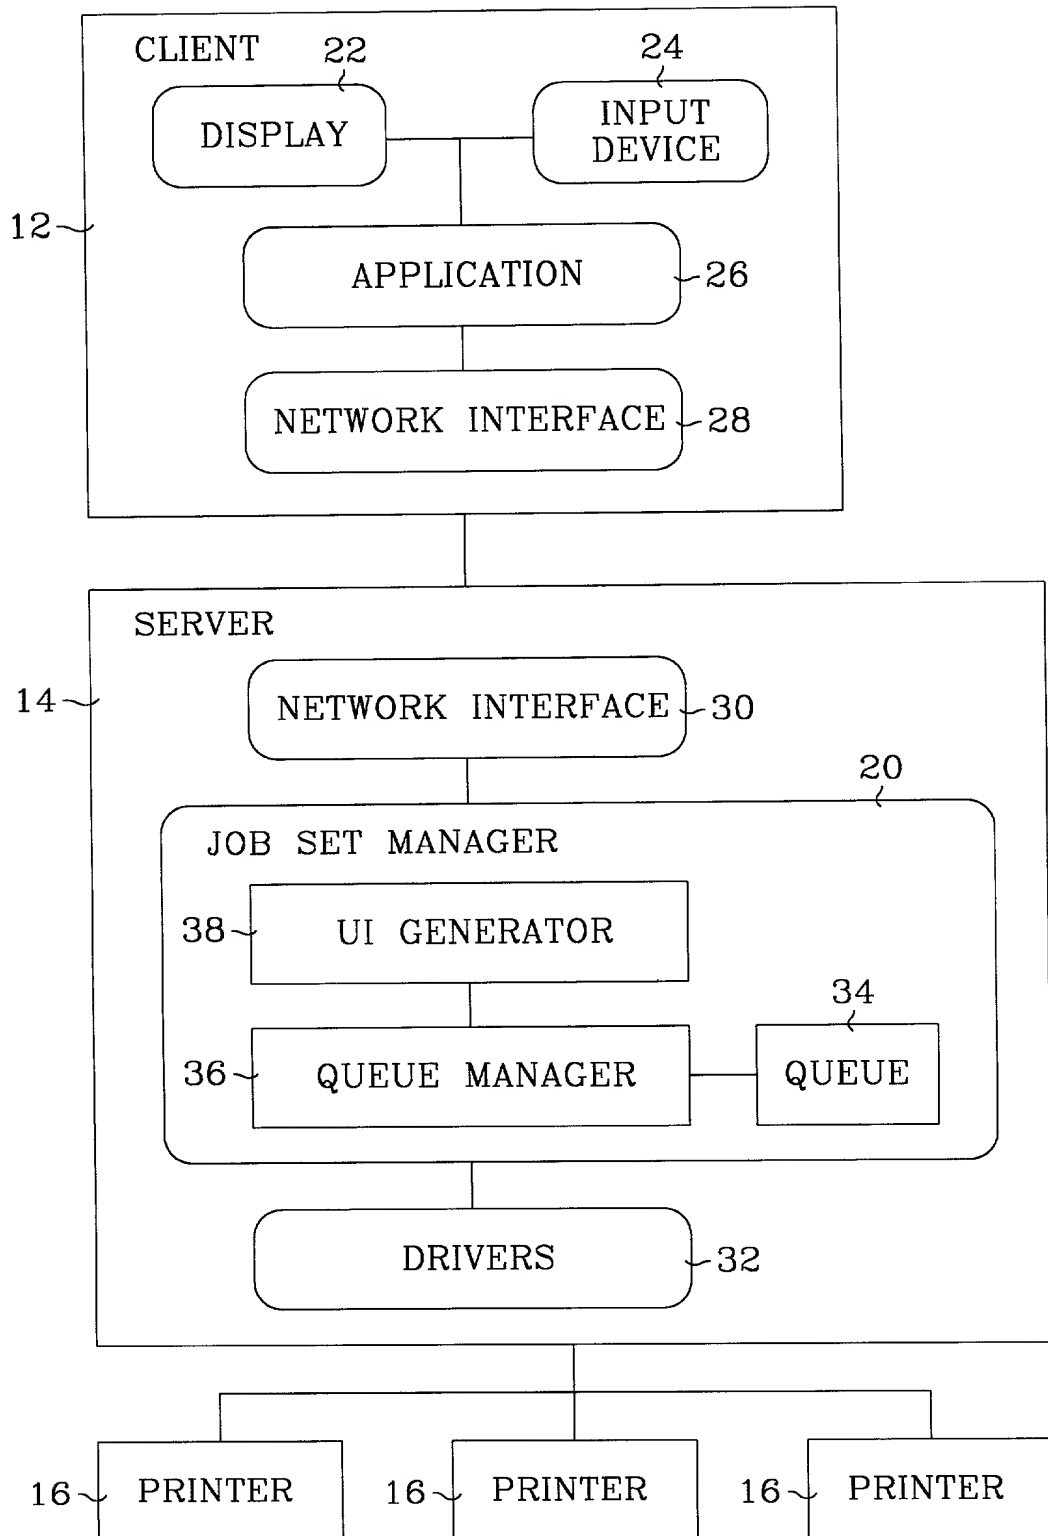 CLIENT
22
24
DISPLAY
INPUT
DEVICE
12
APPLICATION
26
NETWORK INTERFACE
28
SERVER
14
NETWORK INTERFACE
30
20
JOB SET MANAGER
38
UI GENERATOR
34
36
QUEUE MANAGER
QUEUE
DRIVERS
32
16
PRINTER
16
PRINTER
16
PRINTER